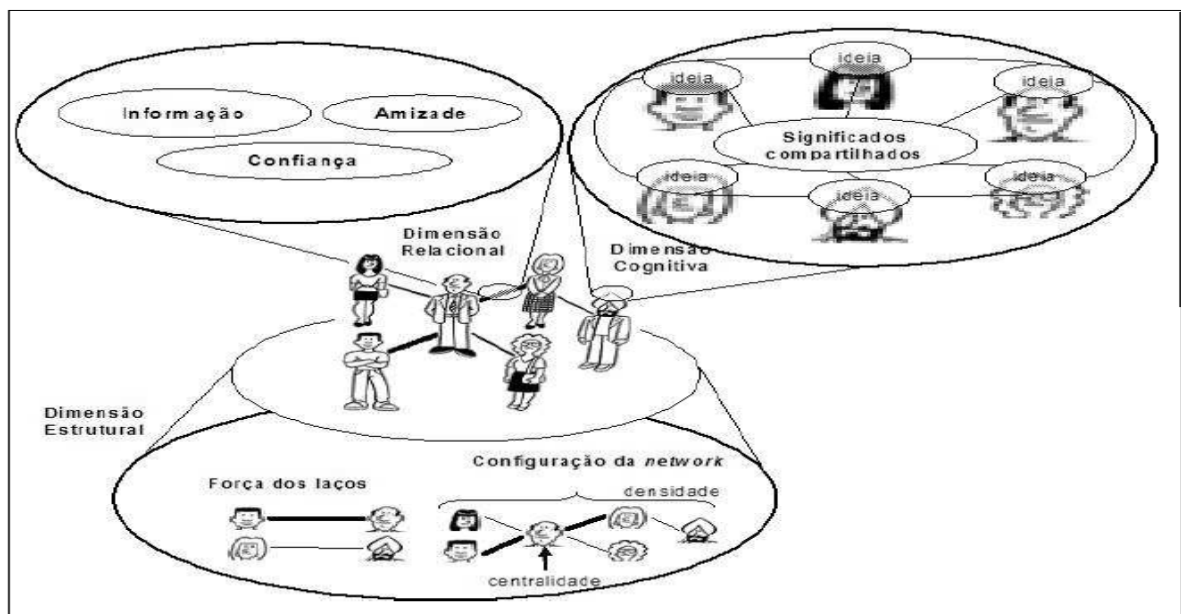 Informação
Amizade
Confiança
ideia
ideia
ideia
Significados
compartilhados
ideia
ideia
ideia
Dimensão
Relacional
Dimensão
Cognitiva
Dimensão
Estrutural
Configuração da network
Força dos laços
densidade
centralidade